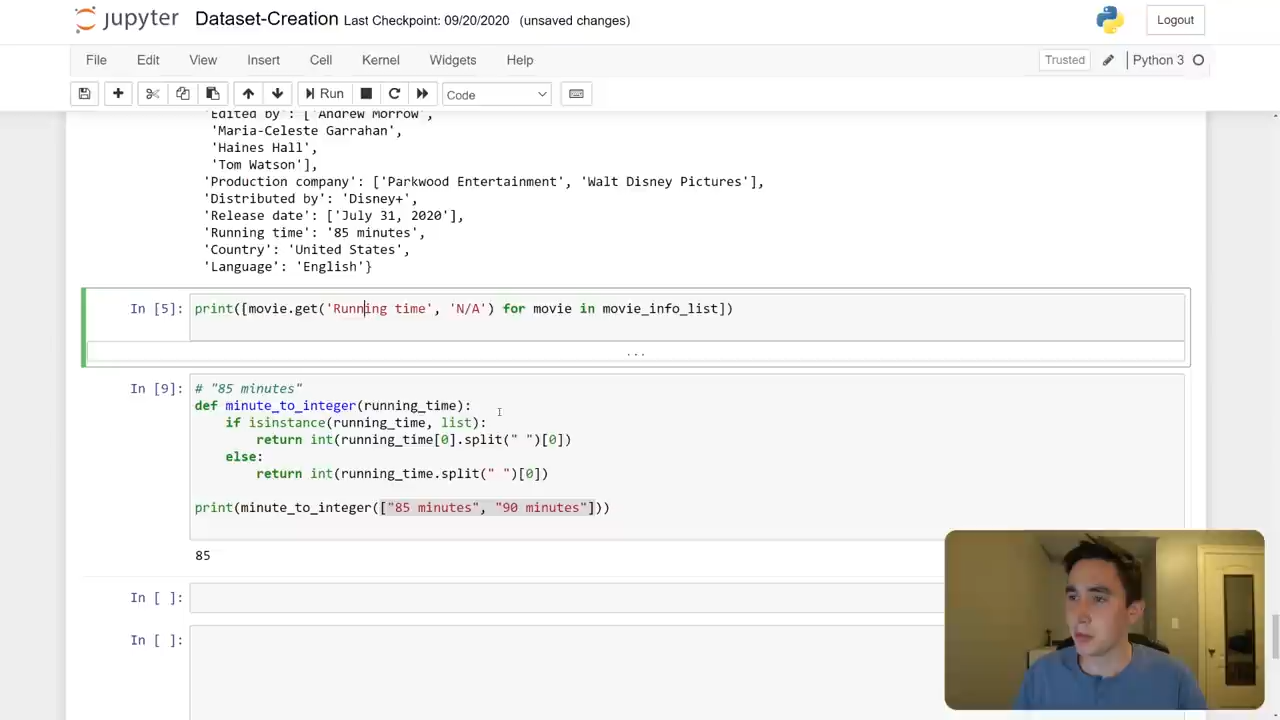 jupyter Dataset-Creation Last Checkpoint: 09/20/2020 (unsaved changes) Logout
File Edit View Insert Cell Kernel Widgets Help Trusted Python 3
Run Code
'Edited by': ['Andrew Morrow',
'Maria-Celeste Garrahan',
'Haines Hall',
'Tom Watson'],
'Production company': ['Parkwood Entertainment', 'Walt Disney Pictures'],
'Distributed by': 'Disney+',
'Release date': ['July 31, 2020'],
'Running time': '85 minutes',
'Country': 'United States',
'Language': 'English'}
In [5]: print([movie.get('Running time', 'N/A') for movie in movie_info_list])
...
In [9]: # "85 minutes"
def minute_to_integer(running_time):
if isinstance(running_time, list):
return int(running_time[0].split(" ")[0])
else:
return int(running_time.split(" ")[0])
print(minute_to_integer(["85 minutes", "90 minutes"]))
85
In [ ]:
In [ ]: